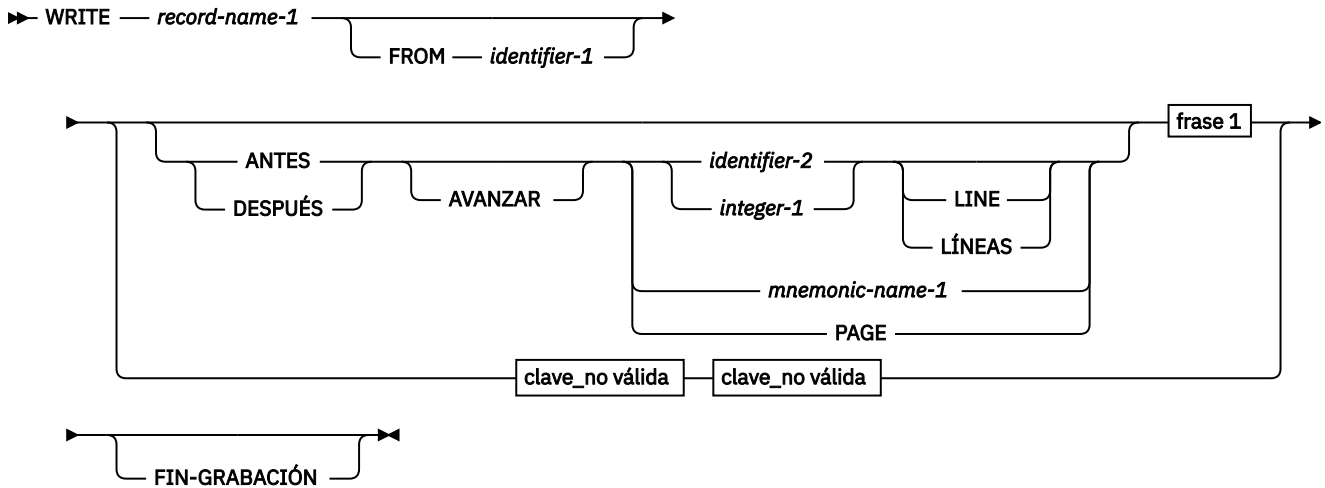 WRITE record-name-1
FROM identifier-1
frase 1
ANTES identifier-2
AVANZAR LINE
DESPUÉS integer-1
LÍNEAS
mnemonic-name-1
PAGE
clave_no válida clave_no válida
FIN-GRABACIÓN